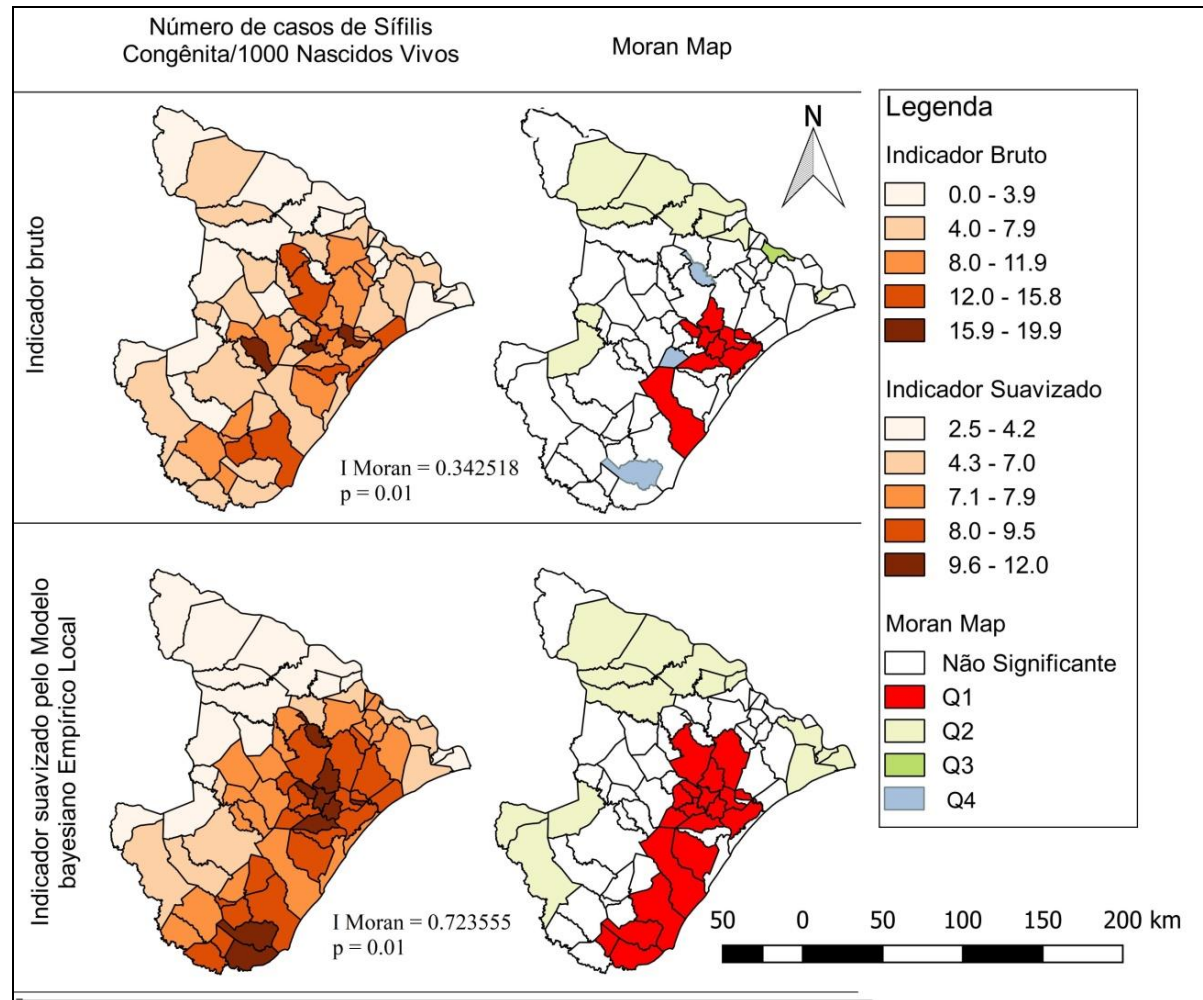 Número de casos de Sífilis
Congênita/1000 Nascidos Vivos
Moran Map
Indicador bruto
I Moran = 0.342518
p = 0.01
N
Indicador suavizado pelo Modelo
bayesiano Empírico Local
I Moran = 0.723555
p = 0.01
Legenda
Indicador Bruto
0.0 - 3.9
4.0 - 7.9
8.0 - 11.9
12.0 - 15.8
15.9 - 19.9
Indicador Suavizado
2.5 - 4.2
4.3 - 7.0
7.1 - 7.9
8.0 - 9.5
9.6 - 12.0
Moran Map
Não Significante
Q1
Q2
Q3
Q4
50 0 50 100 150 200 km